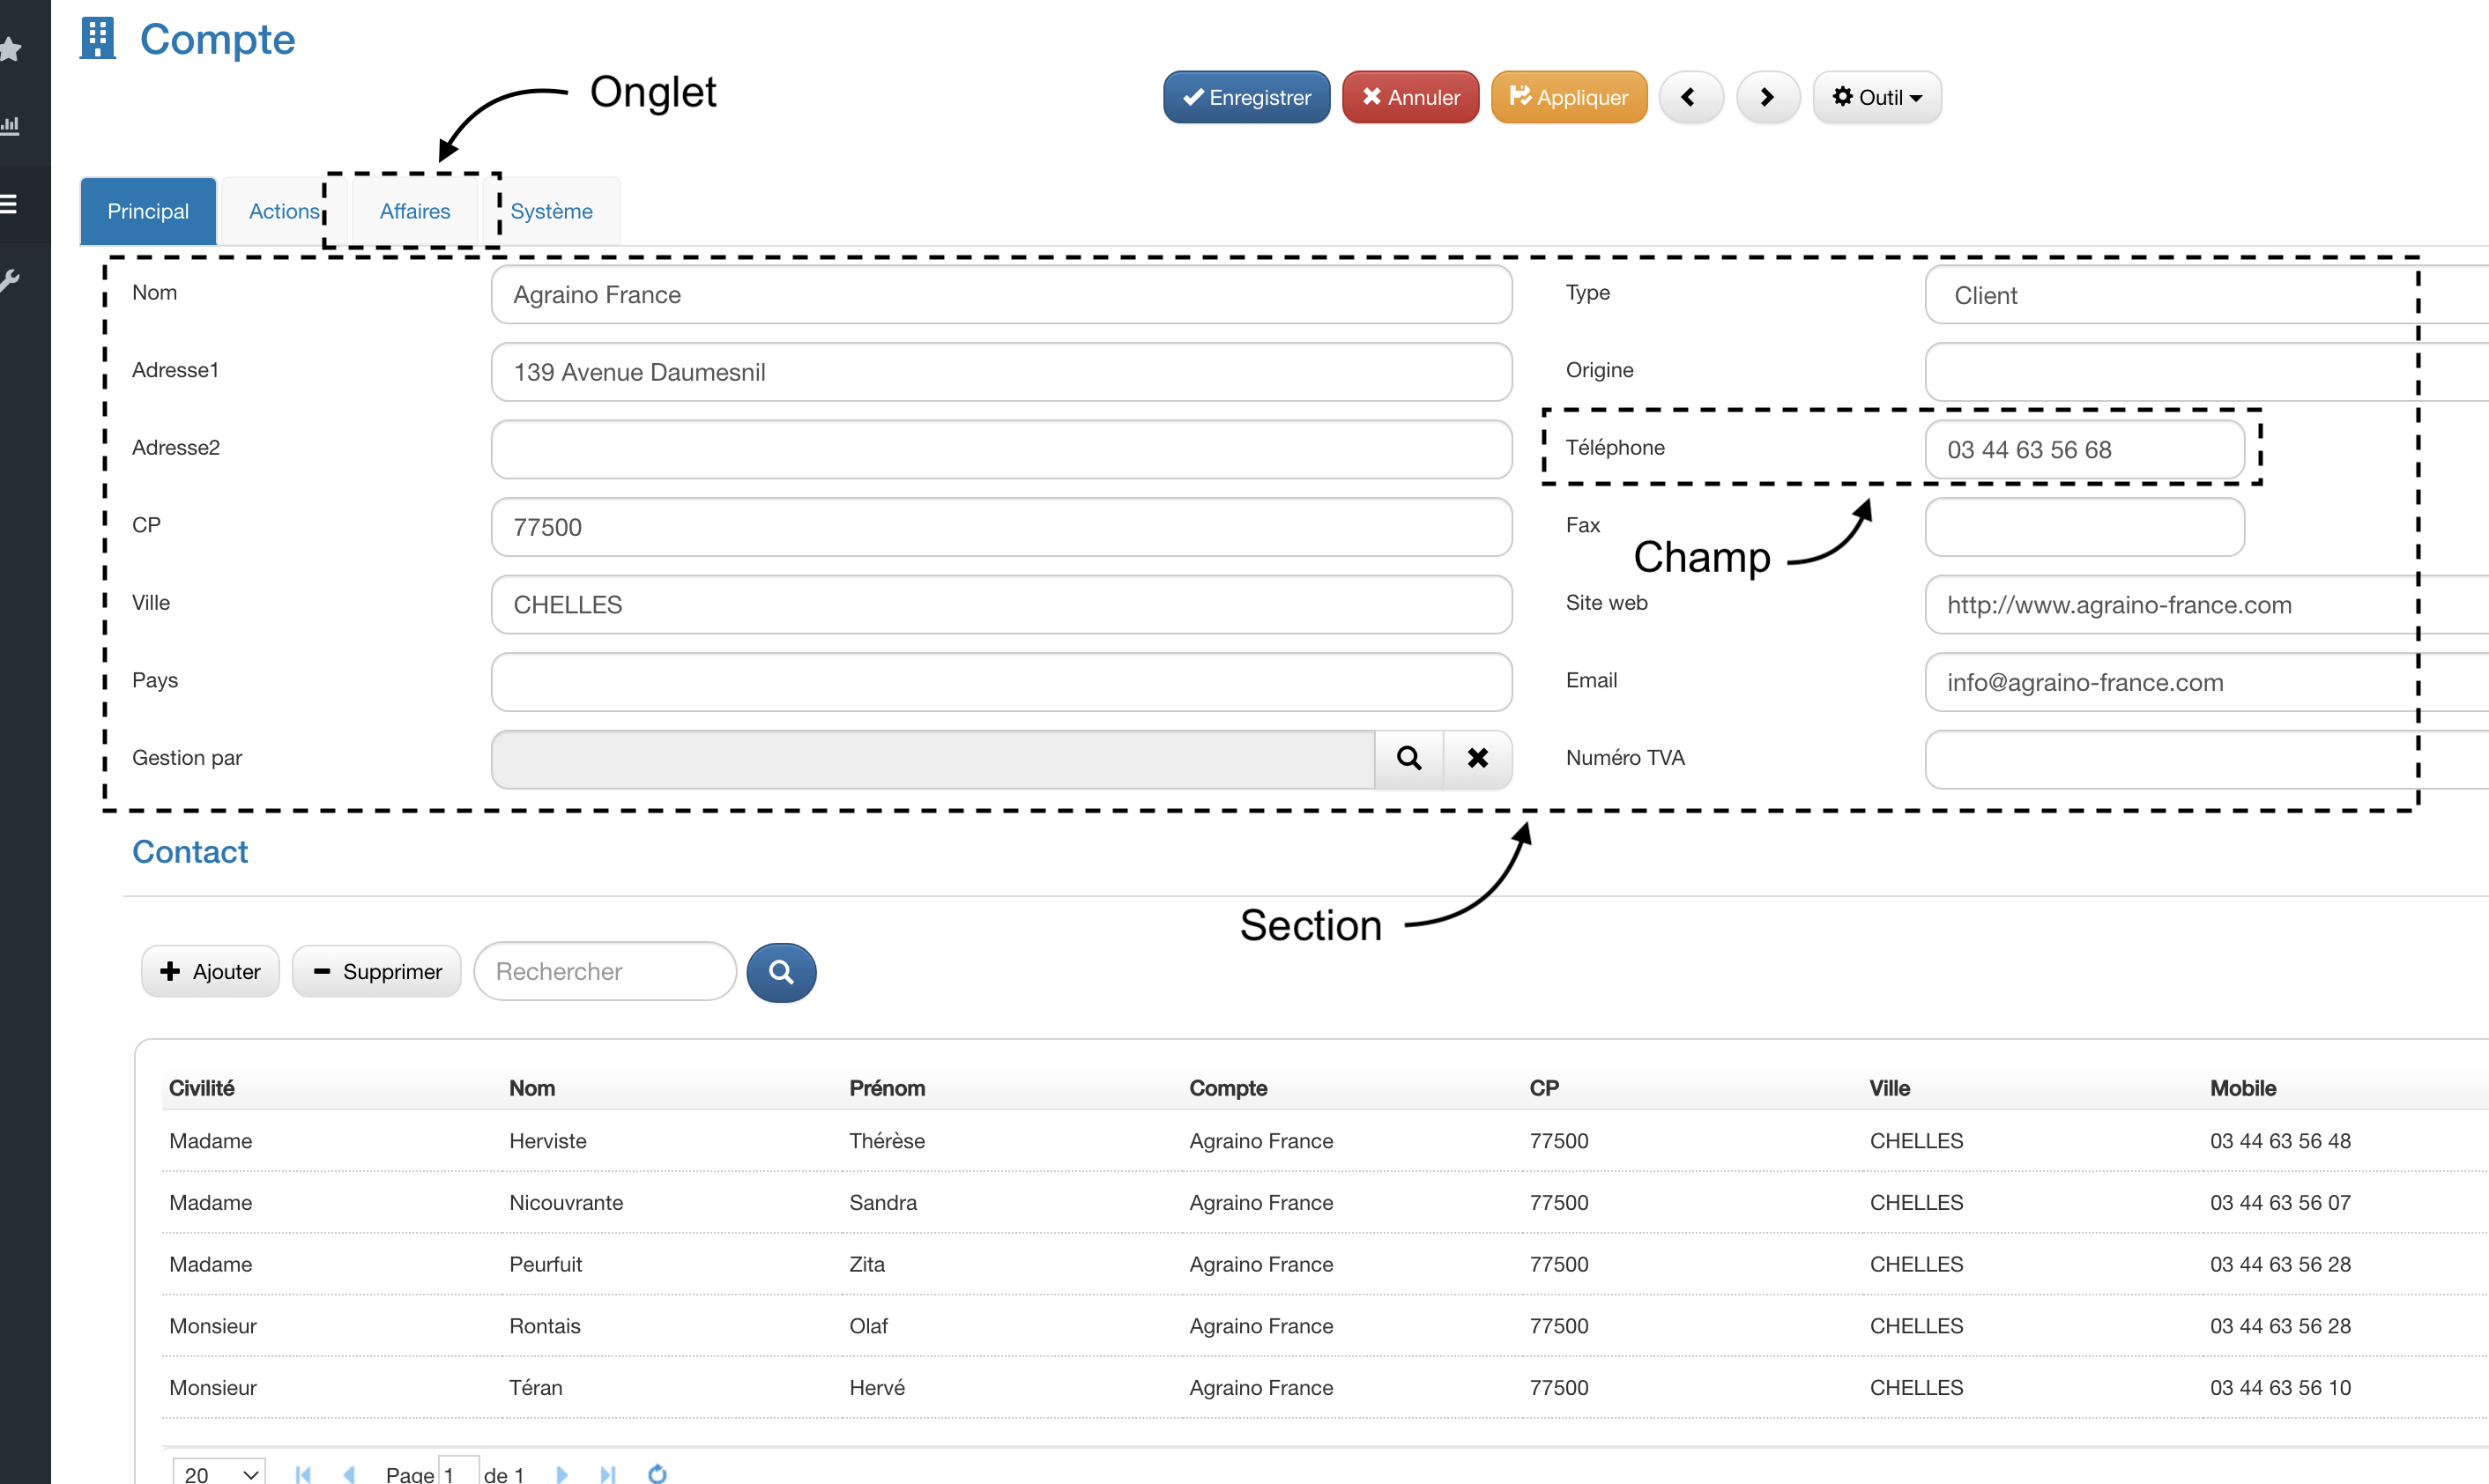 Compte
Onglet
Enregistrer Annuler Appliquer Outil
Principal Actions Affaires Système
Nom Agraino France Type Client
Adresse1 139 Avenue Daumesnil Origine
Adresse2 Téléphone 03 44 63 56 68
CP 77500 Fax
Champ
Ville CHELLES Site web http://www.agraino-france.com
Pays Email info@agraino-france.com
Gestion par Numéro TVA
Contact
Section
Ajouter Supprimer Rechercher
Civilité Nom Prénom Compte CP Ville Mobile
Madame Herviste Thérèse Agraino France 77500 CHELLES 03 44 63 56 48
Madame Nicouvrante Sandra Agraino France 77500 CHELLES 03 44 63 56 07
Madame Peurfuit Zita Agraino France 77500 CHELLES 03 44 63 56 28
Monsieur Rontais Olaf Agraino France 77500 CHELLES 03 44 63 56 28
Monsieur Téran Hervé Agraino France 77500 CHELLES 03 44 63 56 10
20 Page 1 de 1